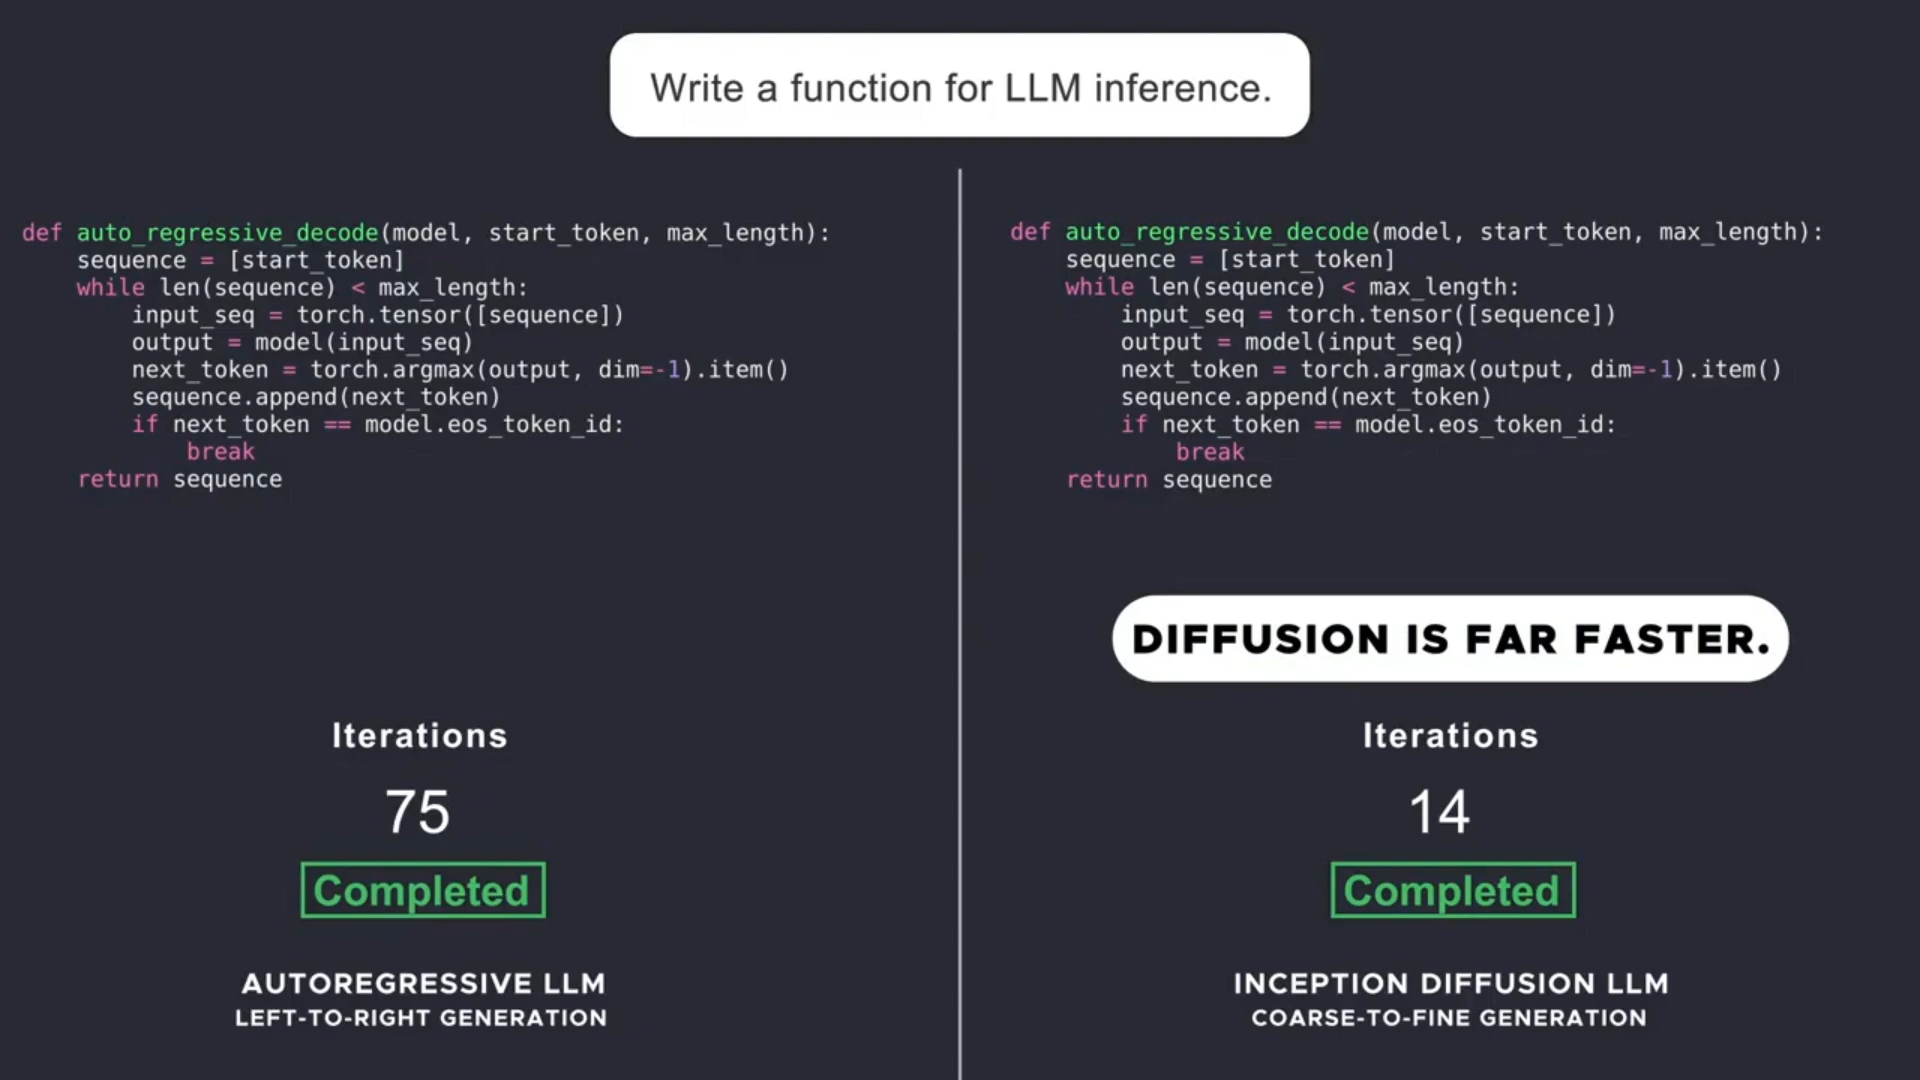 Write a function for LLM inference.
def auto_regressive_decode(model, start_token, max_length):
    sequence = [start_token]
    while len(sequence) < max_length:
        input_seq = torch.tensor([sequence])
        output = model(input_seq)
        next_token = torch.argmax(output, dim=-1).item()
        sequence.append(next_token)
        if next_token == model.eos_token_id:
            break
    return sequence
Iterations
75
Completed
AUTOREGRESSIVE LLM
LEFT-TO-RIGHT GENERATION
def auto_regressive_decode(model, start_token, max_length):
    sequence = [start_token]
    while len(sequence) < max_length:
        input_seq = torch.tensor([sequence])
        output = model(input_seq)
        next_token = torch.argmax(output, dim=-1).item()
        sequence.append(next_token)
        if next_token == model.eos_token_id:
            break
    return sequence
DIFFUSION IS FAR FASTER.
Iterations
14
Completed
INCEPTION DIFFUSION LLM
COARSE-TO-FINE GENERATION